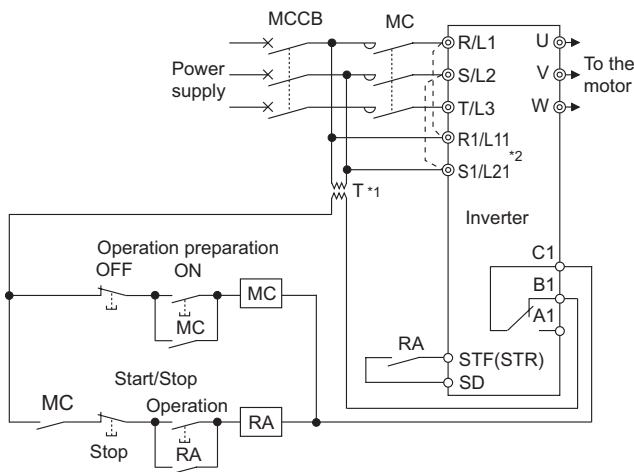 MCCB
MC
Power
supply
R/L1
S/L2
T/L3
R1/L11
*2
S1/L21
U
V
W
To the
motor
T *1
Inverter
Operation preparation
OFF
ON
MC
MC
C1
B1
A1
RA
STF(STR)
SD
Start/Stop
MC
Operation
RA
Stop
RA